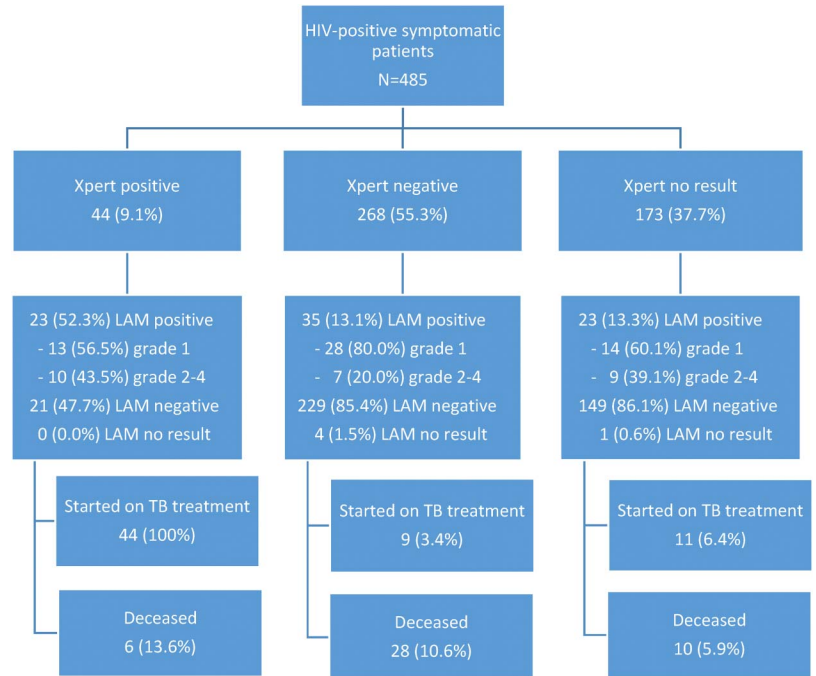 HIV-positive symptomatic
patients
N=485
Xpert positive
44 (9.1%)
Xpert negative
268 (55.3%)
Xpert no result
173 (37.7%)
23 (52.3%) LAM positive
- 13 (56.5%) grade 1
- 10 (43.5%) grade 2-4
21 (47.7%) LAM negative
0 (0.0%) LAM no result
35 (13.1%) LAM positive
- 28 (80.0%) grade 1
- 7 (20.0%) grade 2-4
229 (85.4%) LAM negative
4 (1.5%) LAM no result
23 (13.3%) LAM positive
- 14 (60.1%) grade 1
- 9 (39.1%) grade 2-4
149 (86.1%) LAM negative
1 (0.6%) LAM no result
Started on TB treatment
44 (100%)
Started on TB treatment
9 (3.4%)
Started on TB treatment
11 (6.4%)
Deceased
6 (13.6%)
Deceased
28 (10.6%)
Deceased
10 (5.9%)